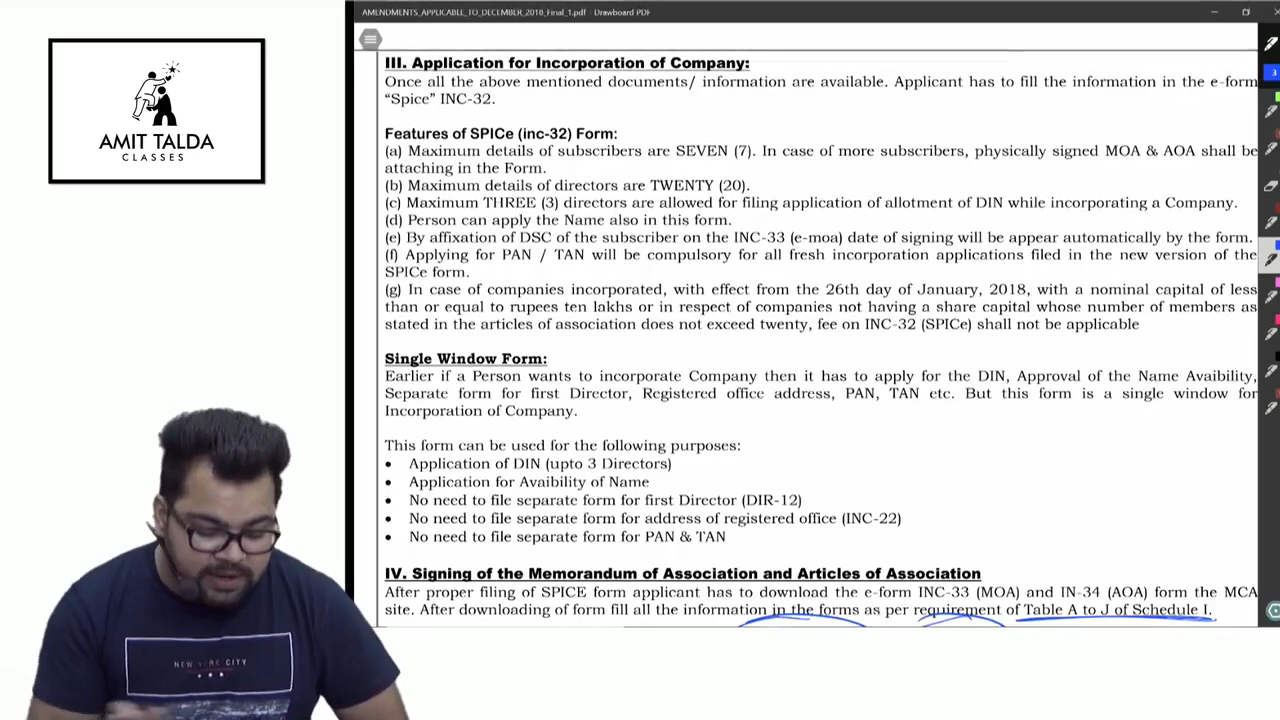 AMENDMENTS_APPLICABLE_TO_DECEMBER_2018_Final_1.pdf - Drawboard PDF
AMIT TALDA
CLASSES
III. Application for Incorporation of Company:
Once all the above mentioned documents/ information are available. Applicant has to fill the information in the e-form
“Spice” INC-32.
Features of SPICe (inc-32) Form:
(a) Maximum details of subscribers are SEVEN (7). In case of more subscribers, physically signed MOA & AOA shall be
attaching in the Form.
(b) Maximum details of directors are TWENTY (20).
(c) Maximum THREE (3) directors are allowed for filing application of allotment of DIN while incorporating a Company.
(d) Person can apply the Name also in this form.
(e) By affixation of DSC of the subscriber on the INC-33 (e-moa) date of signing will be appear automatically by the form.
(f) Applying for PAN / TAN will be compulsory for all fresh incorporation applications filed in the new version of the
SPICe form.
(g) In case of companies incorporated, with effect from the 26th day of January, 2018, with a nominal capital of less
than or equal to rupees ten lakhs or in respect of companies not having a share capital whose number of members as
stated in the articles of association does not exceed twenty, fee on INC-32 (SPICe) shall not be applicable
Single Window Form:
Earlier if a Person wants to incorporate Company then it has to apply for the DIN, Approval of the Name Avaibility,
Separate form for first Director, Registered office address, PAN, TAN etc. But this form is a single window for
Incorporation of Company.
This form can be used for the following purposes:
• Application of DIN (upto 3 Directors)
• Application for Avaibility of Name
• No need to file separate form for first Director (DIR-12)
• No need to file separate form for address of registered office (INC-22)
• No need to file separate form for PAN & TAN
IV. Signing of the Memorandum of Association and Articles of Association
After proper filing of SPICE form applicant has to download the e-form INC-33 (MOA) and IN-34 (AOA) form the MCA
site. After downloading of form fill all the information in the forms as per requirement of Table A to J of Schedule I.
3
NEW YORK CITY